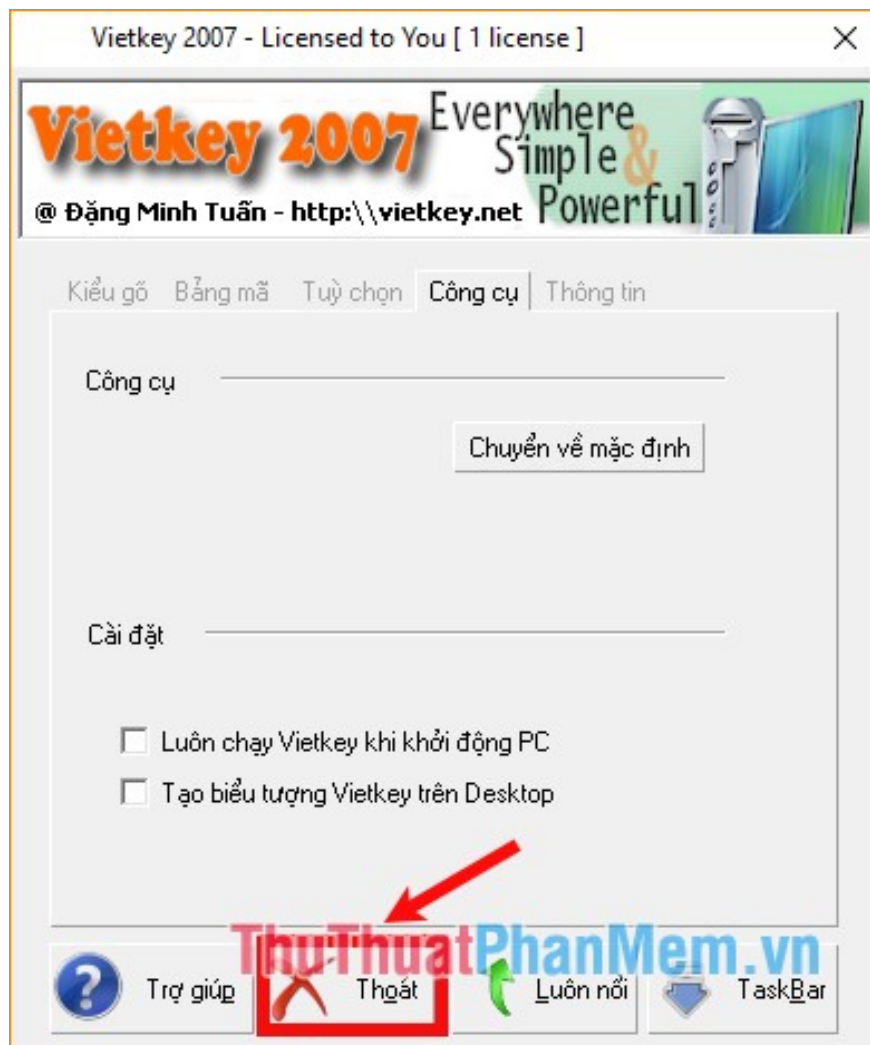 Vietkey 2007 - Licensed to You [ 1 license ]
Vietkey 2007 Everywhere
Simple &
Powerful
@ Đặng Minh Tuấn - http:\\vietkey.net
Kiểu gõ Bảng mã Tuỳ chọn Công cụ Thông tin
Công cụ
Chuyển về mặc định
Cài đặt
Luôn chạy Vietkey khi khởi động PC
Tạo biểu tượng Vietkey trên Desktop
ThuThuatPhanMem.vn
Trợ giúp Thoát Luôn nổi TaskBar